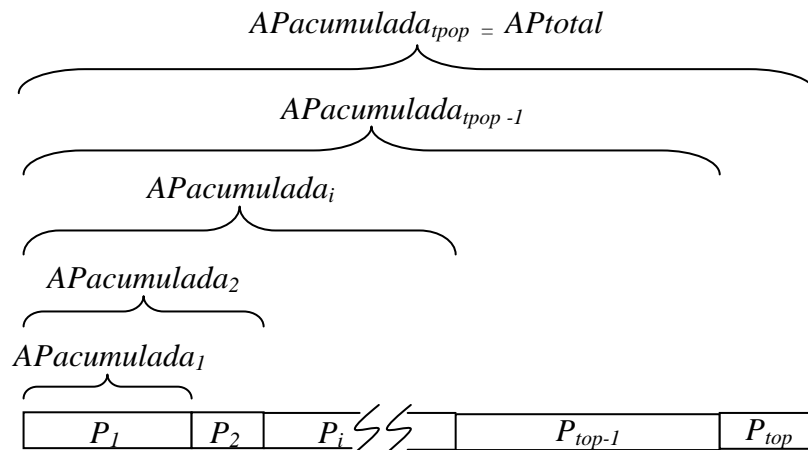 APacumulada_tpop = APtotal
APacumulada_tpop -1
APacumulada_i
APacumulada_2
APacumulada_1
P_1 P_2 P_i P_top-1 P_top